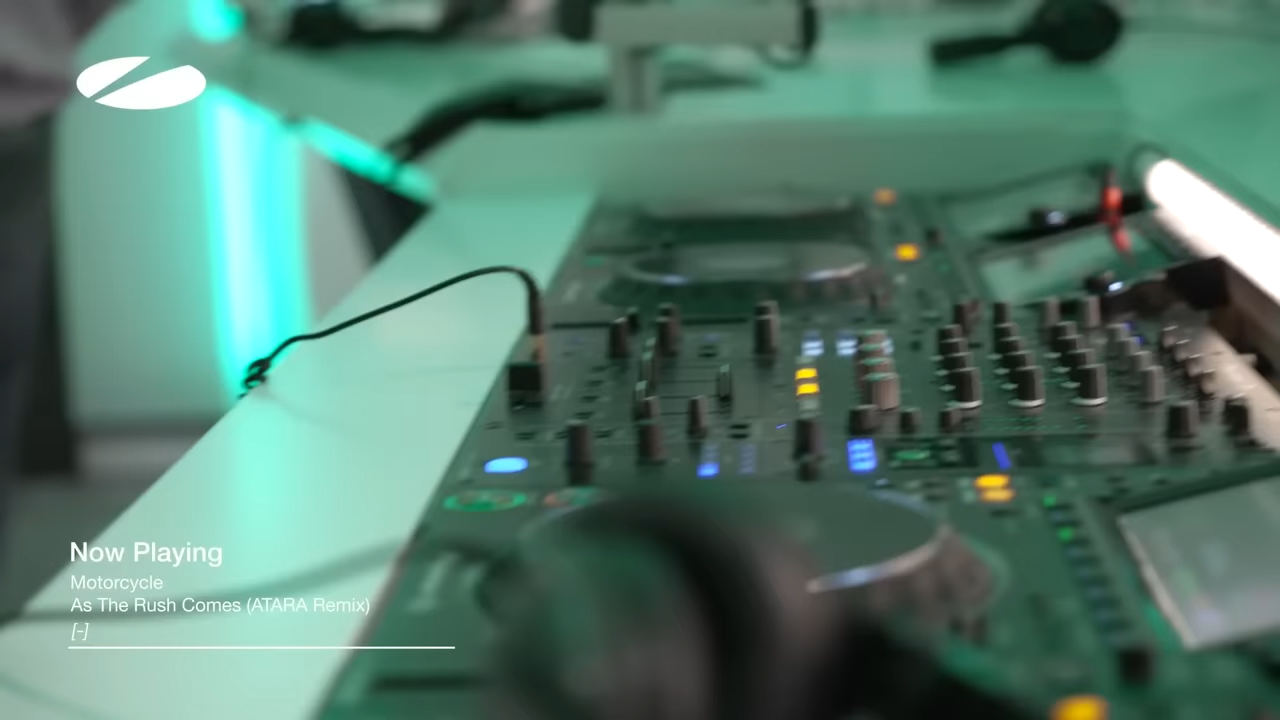 Now Playing
Motorcycle
As The Rush Comes (ATARA Remix)
[-]